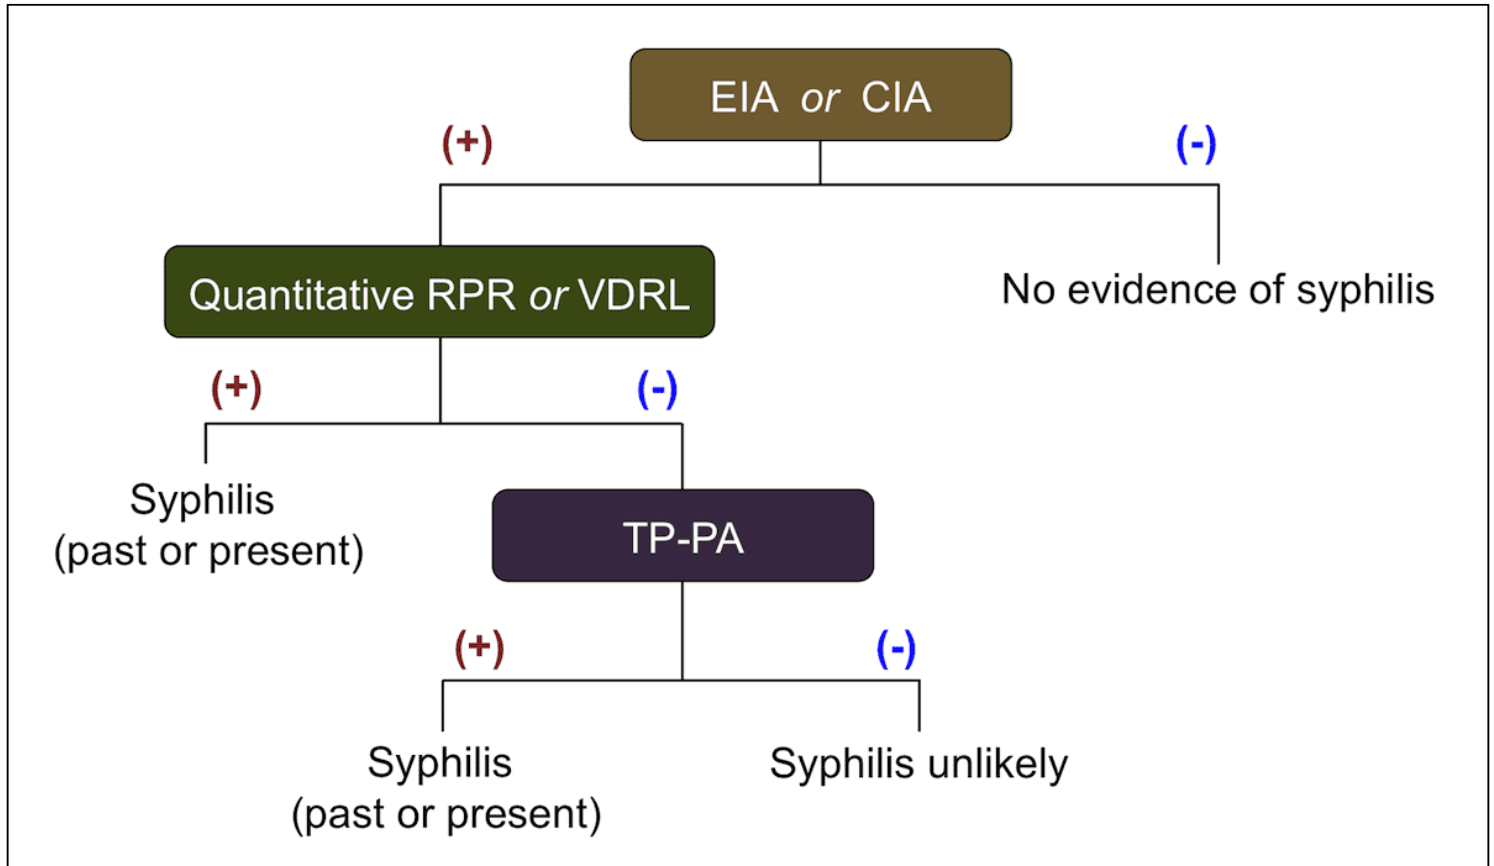 EIA or CIA
(+)
(-)
Quantitative RPR or VDRL
No evidence of syphilis
(+)
(-)
Syphilis
(past or present)
TP-PA
(+)
(-)
Syphilis
(past or present)
Syphilis unlikely